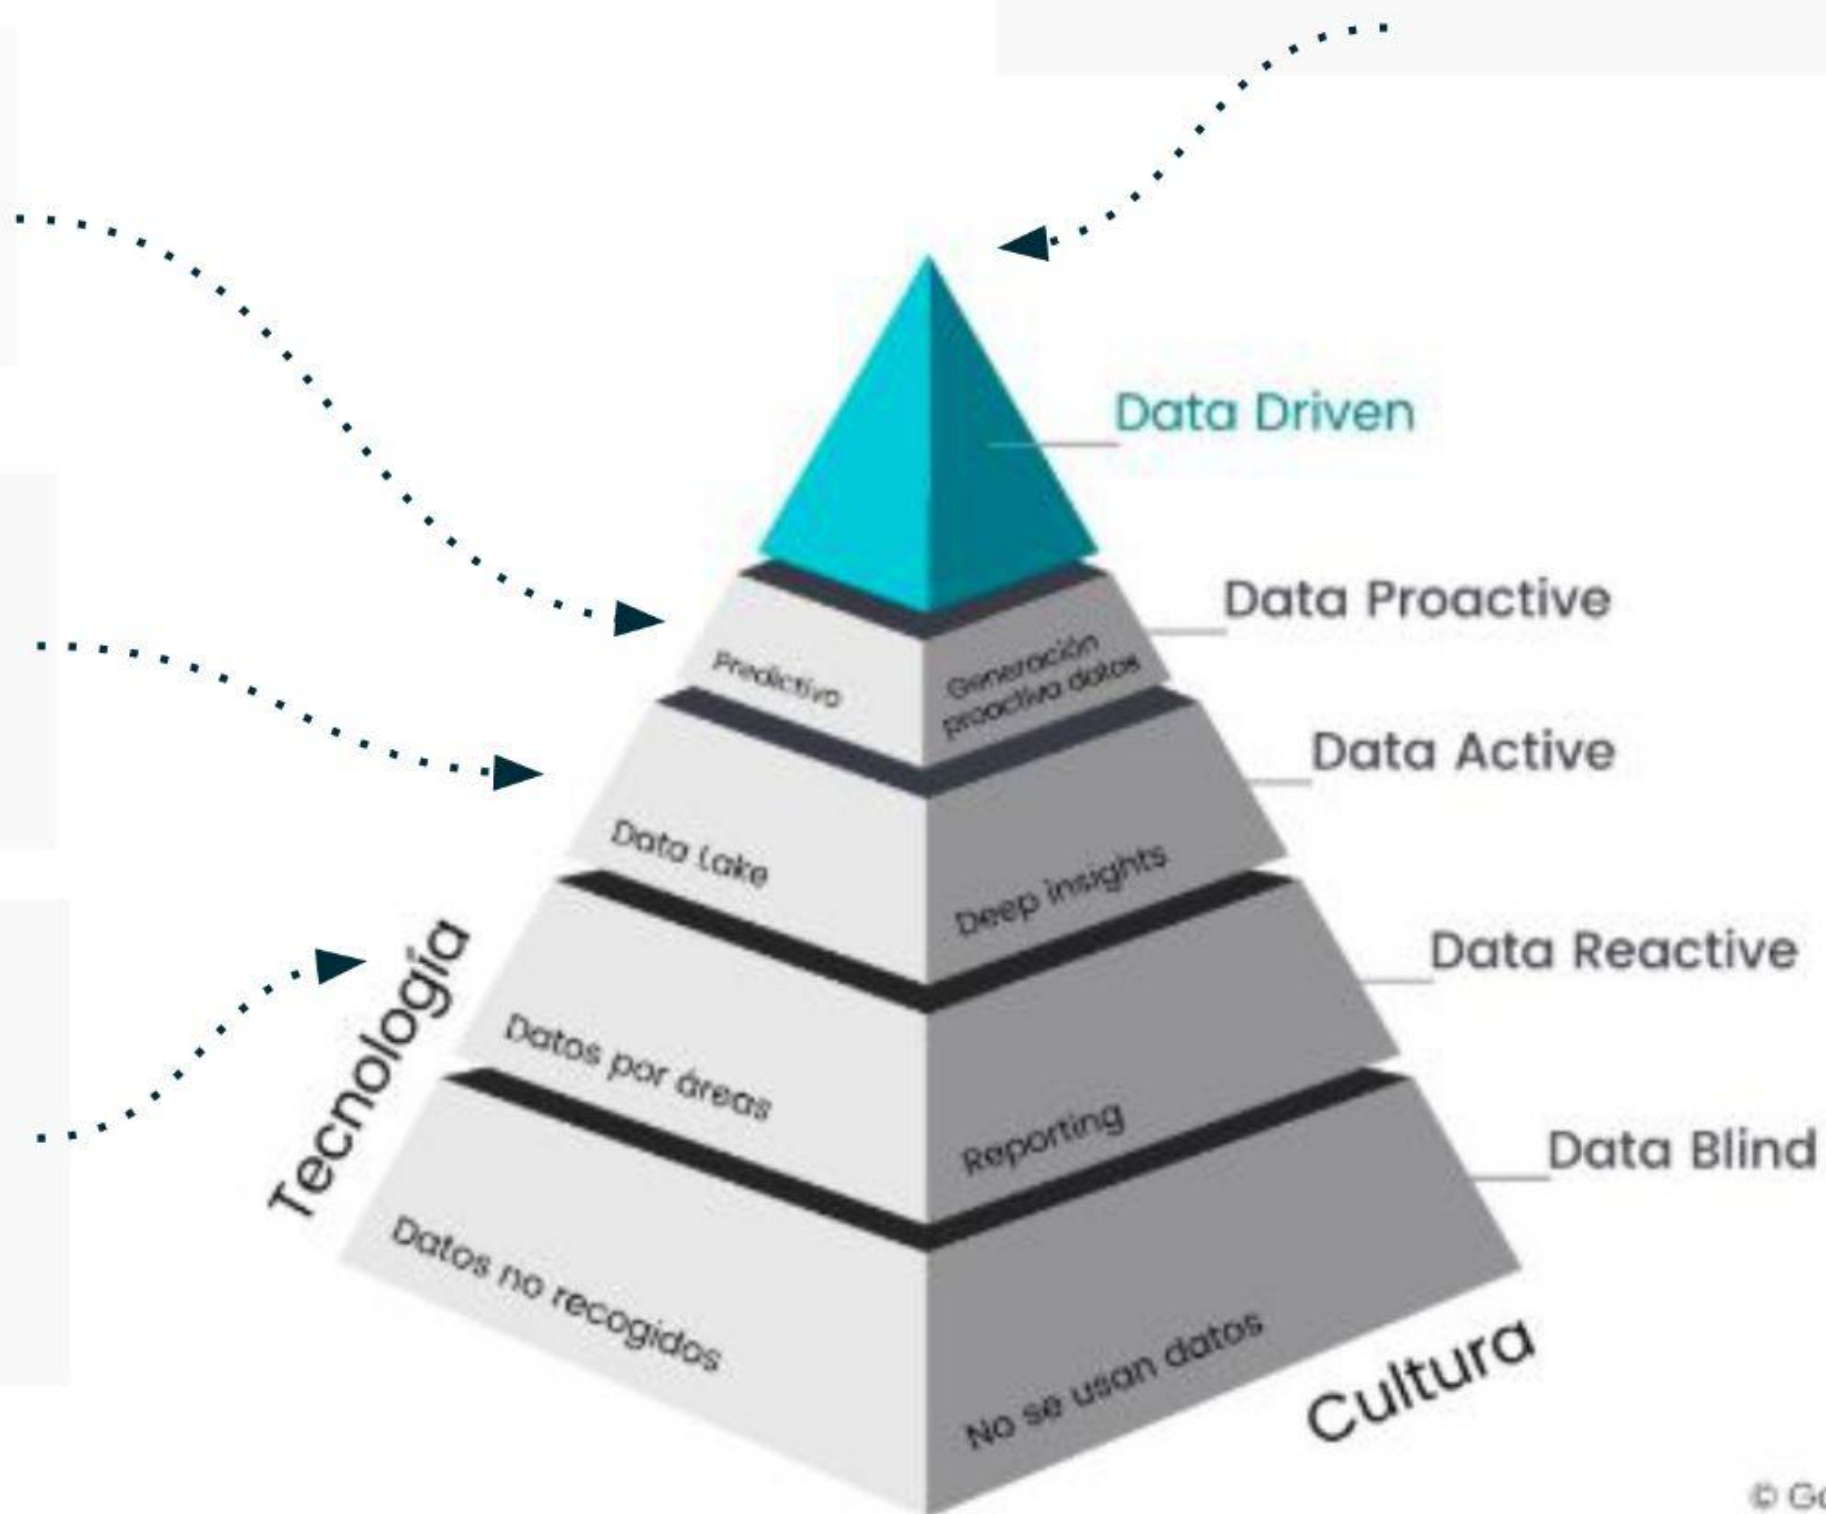 Data Driven
Data Proactive
Predictivo
Generación
proactiva datos
Data Active
Data Lake
Deep insights
Data Reactive
Tecnología
Datos por áreas
Reporting
Data Blind
Datos no recogidos
No se usan datos
Cultura
©